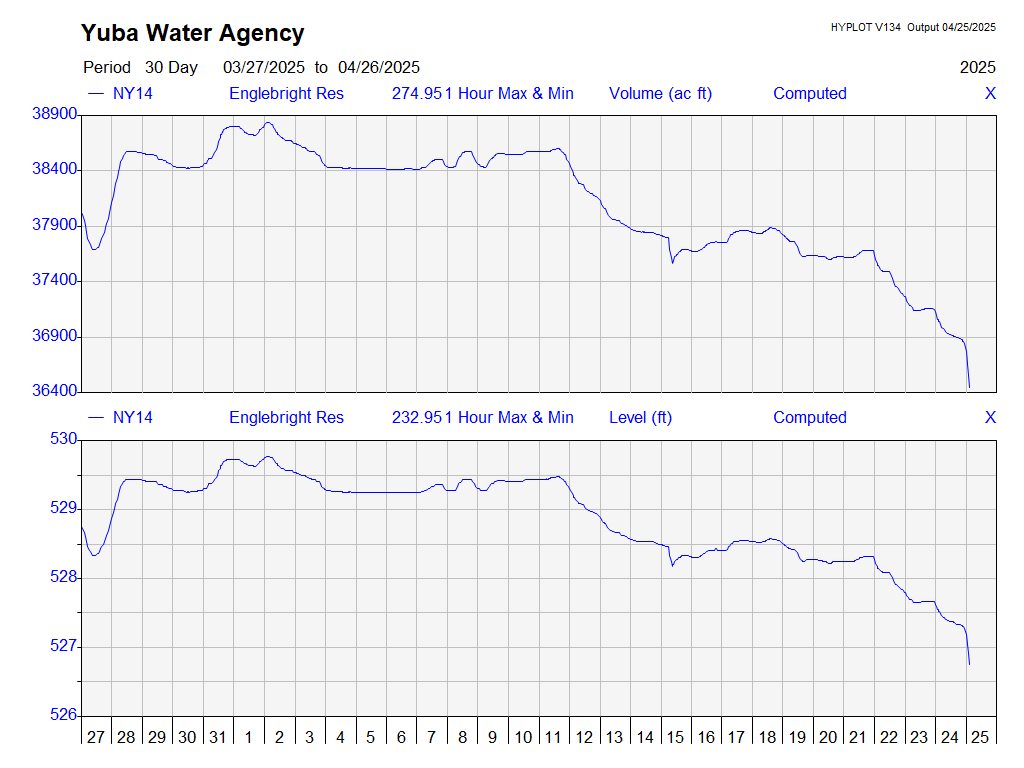 Yuba Water Agency
HYPLOT V134 Output 04/25/2025
Period 30 Day 03/27/2025 to 04/26/2025 2025
NY14 Englebright Res 274.951 Hour Max & Min Volume (ac ft) Computed X
38900
38400
37900
37400
36900
36400
NY14 Englebright Res 232.951 Hour Max & Min Level (ft) Computed X
530
529
528
527
526
27 28 29 30 31 1 2 3 4 5 6 7 8 9 10 11 12 13 14 15 16 17 18 19 20 21 22 23 24 25